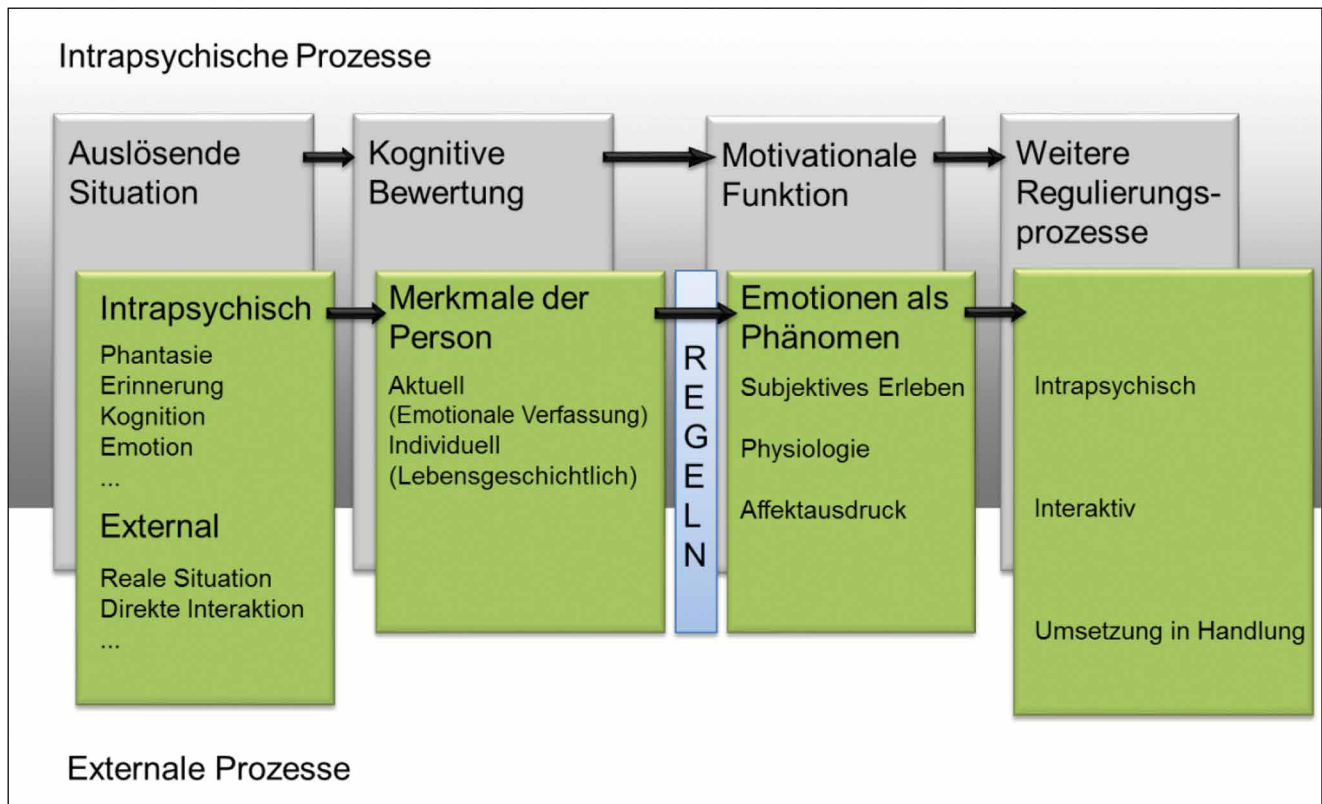 Intrapsychische Prozesse
Auslösende
Situation
Kognitive
Bewertung
Motivationale
Funktion
Weitere
Regulierungs-
prozesse
Intrapsychisch
Phantasie
Erinnerung
Kognition
Emotion
...
External
Reale Situation
Direkte Interaktion
...
Merkmale der
Person
Aktuell
(Emotionale Verfassung)
Individuell
(Lebensgeschichtlich)
R
E
G
E
L
N
Emotionen als
Phänomen
Subjektives Erleben
Physiologie
Affektausdruck
Intrapsychisch
Interaktiv
Umsetzung in Handlung
Externale Prozesse